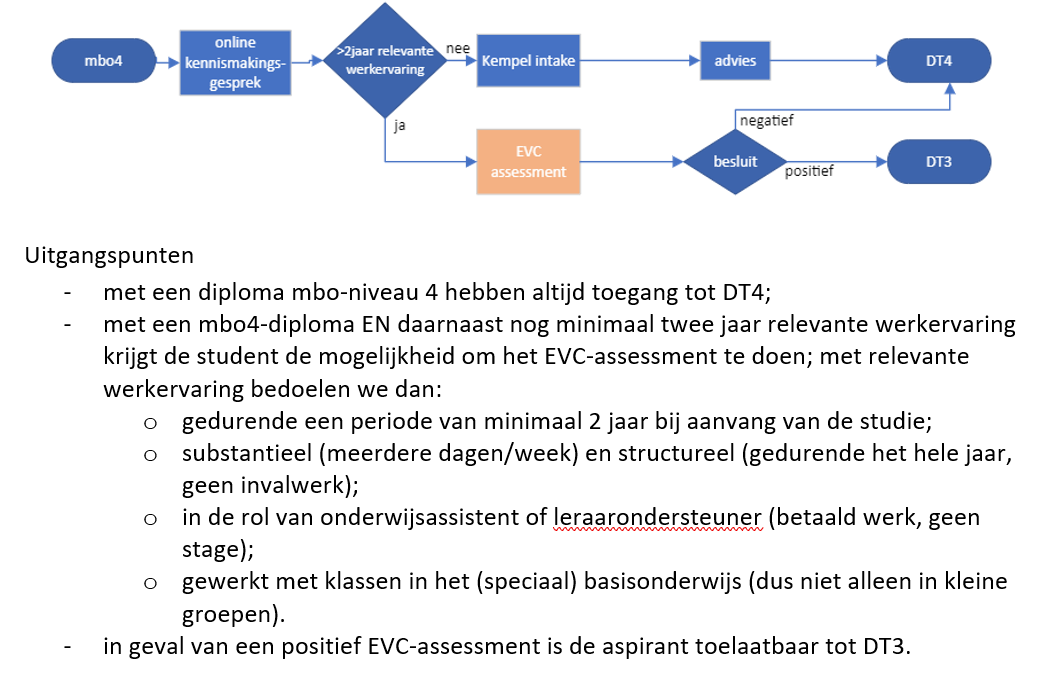 mbo4
online
kennismakings-
gesprek
>2jaar relevante
werkervaring
nee
Kempel intake
advies
DT4
ja
EVC
assessment
besluit
negatief
positief
DT3
Uitgangspunten
- met een diploma mbo-niveau 4 hebben altijd toegang tot DT4;
- met een mbo4-diploma EN daarnaast nog minimaal twee jaar relevante werkervaring
krijgt de student de mogelijkheid om het EVC-assessment te doen; met relevante
werkervaring bedoelen we dan:
o gedurende een periode van minimaal 2 jaar bij aanvang van de studie;
o substantieel (meerdere dagen/week) en structureel (gedurende het hele jaar,
geen invalwerk);
o in de rol van onderwijsassistent of leraarondersteuner (betaald werk, geen
stage);
o gewerkt met klassen in het (speciaal) basisonderwijs (dus niet alleen in kleine
groepen).
- in geval van een positief EVC-assessment is de aspirant toelaatbaar tot DT3.